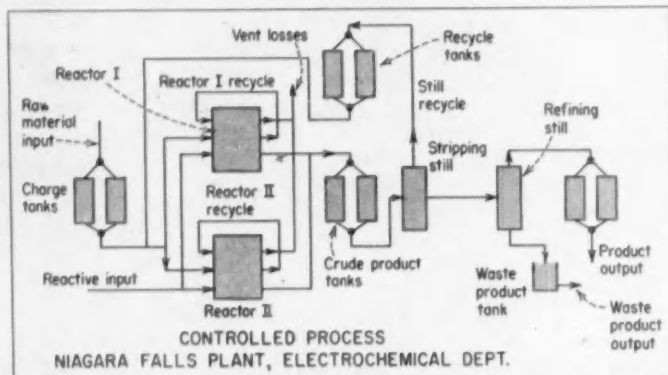 Vent losses
Recycle
tanks
Reactor I
Reactor I recycle
Raw
material
input
Still
recycle
Refining
still
Charge
tanks
Stripping
still
Reactor II
recycle
Crude product
tanks
Product
output
Reactive input
Reactor II
Waste
product
tank
Waste
product
output
CONTROLLED PROCESS
NIAGARA FALLS PLANT, ELECTROCHEMICAL DEPT.